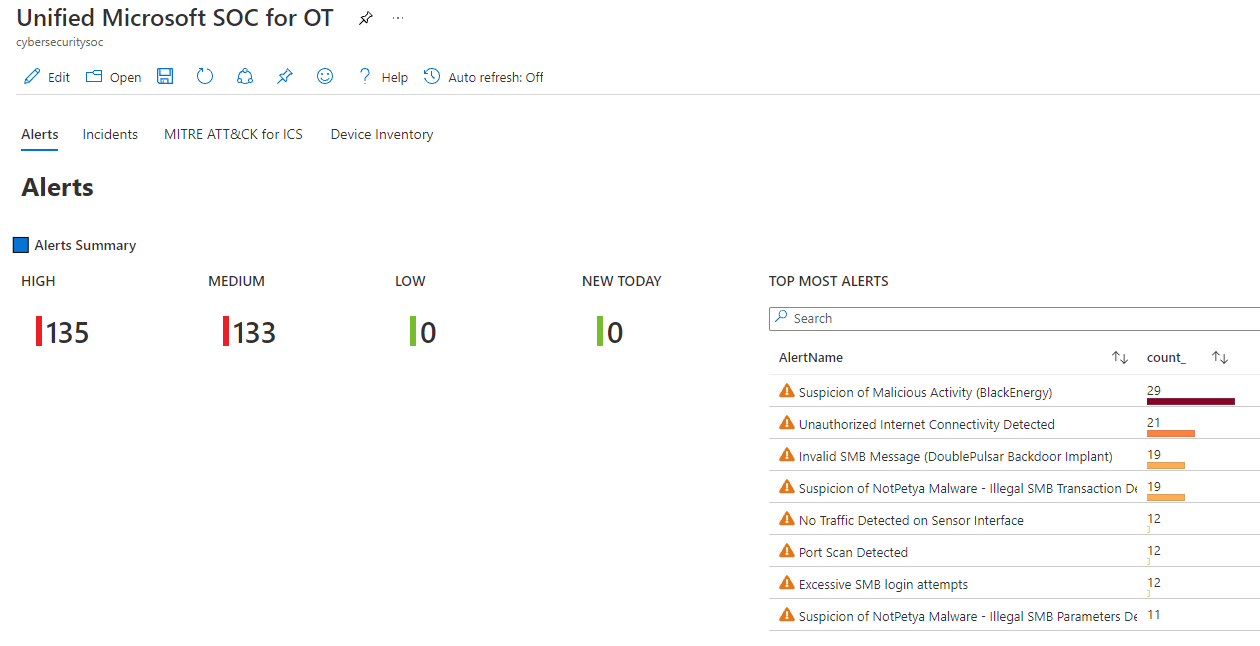 Unified Microsoft SOC for OT
cybersecuritysoc
Edit Open Help Auto refresh: Off
Alerts Incidents MITRE ATT&CK for ICS Device Inventory
Alerts
Alerts Summary
HIGH MEDIUM LOW NEW TODAY TOP MOST ALERTS
135 133 0 0
Search
AlertName count_
Suspicion of Malicious Activity (BlackEnergy) 29
Unauthorized Internet Connectivity Detected 21
Invalid SMB Message (DoublePulsar Backdoor Implant) 19
Suspicion of NotPetya Malware - Illegal SMB Transaction De 19
No Traffic Detected on Sensor Interface 12
Port Scan Detected 12
Excessive SMB login attempts 12
Suspicion of NotPetya Malware - Illegal SMB Parameters De 11